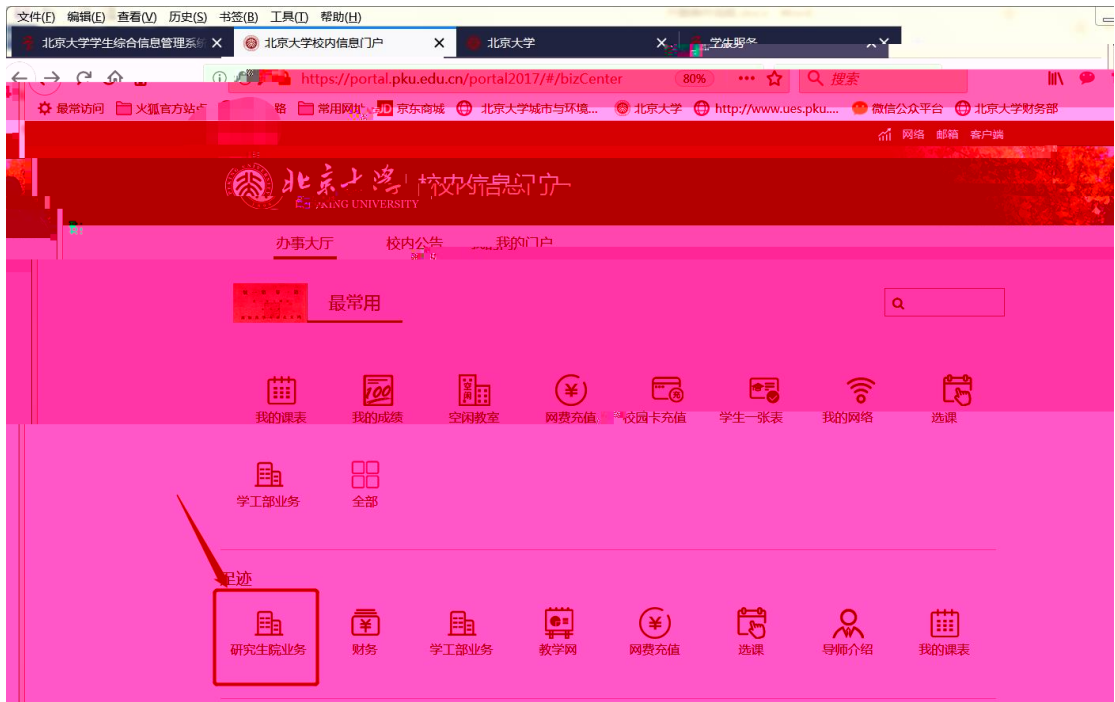 文件(F) 编辑(E) 查看(V) 历史(S) 书签(B) 工具(T) 帮助(H)
北京大学学生综合信息管理系统 北京大学校内信息门户 北京大学
https://portal.pku.edu.cn/portal2017/#/bizCenter 80% 搜索
最常访问 火狐官方站点 常用网址 JD 京东商城 北京大学城市与环境... 北京大学 http://www.ues.pku.... 微信公众平台 北京大学财务部
网络 邮箱 客户端
北京大学 校内信息门户
UNIVERSITY
办事大厅 校内公告 我的门户
最常用
我的课表 我的成绩 空闲教室 网费充值 校园卡充值 学生一张表 我的网络 选课
学工部业务 全部
足迹
研究生院业务 财务 学工部业务 教学网 网费充值 选课 导师介绍 我的课表